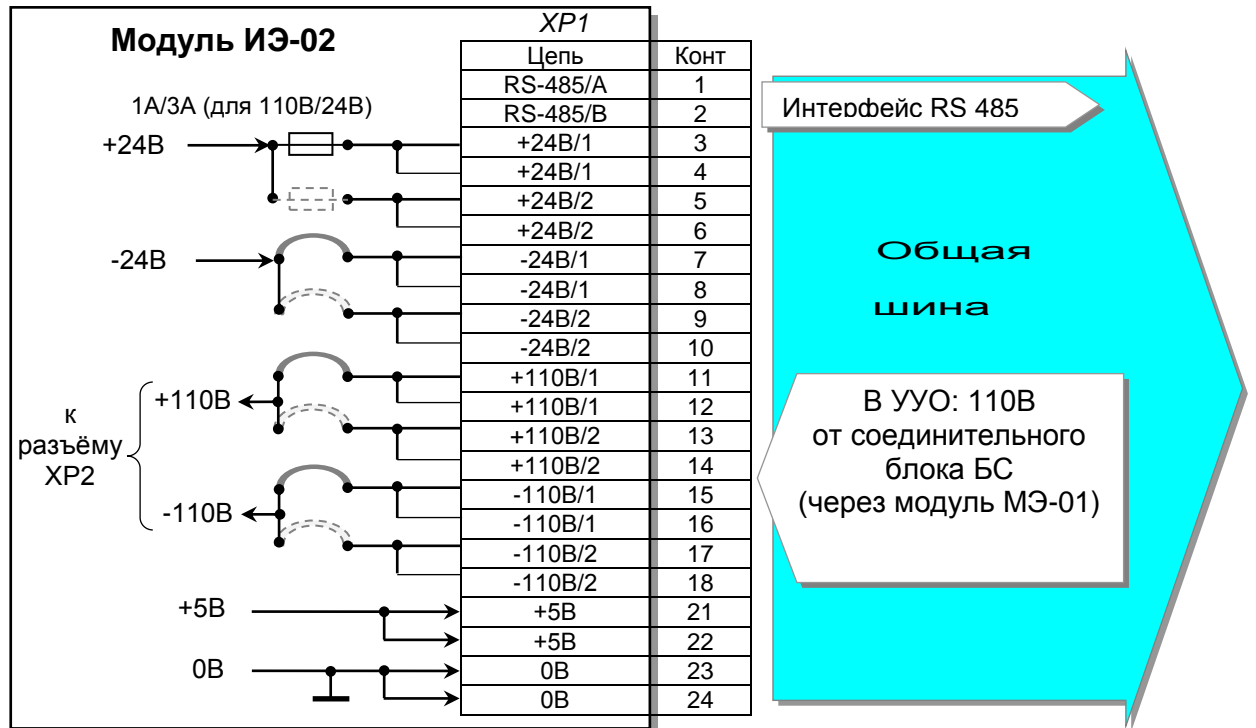 Модуль ИЭ-02
XP1
Цепь Конт
RS-485/A 1
RS-485/B 2
+24В/1 3
+24В/1 4
+24В/2 5
+24В/2 6
-24В/1 7
-24В/1 8
-24В/2 9
-24В/2 10
+110В/1 11
+110В/1 12
+110В/2 13
+110В/2 14
-110В/1 15
-110В/1 16
-110В/2 17
-110В/2 18
+5В 21
+5В 22
0В 23
0В 24
1А/3А (для 110В/24В)
+24В
-24В
к
разъёму
XP2
+110В
-110В
+5В
0В
Интерфейс RS 485
Общая
шина
В УУО: 110В
от соединительного
блока БС
(через модуль МЭ-01)